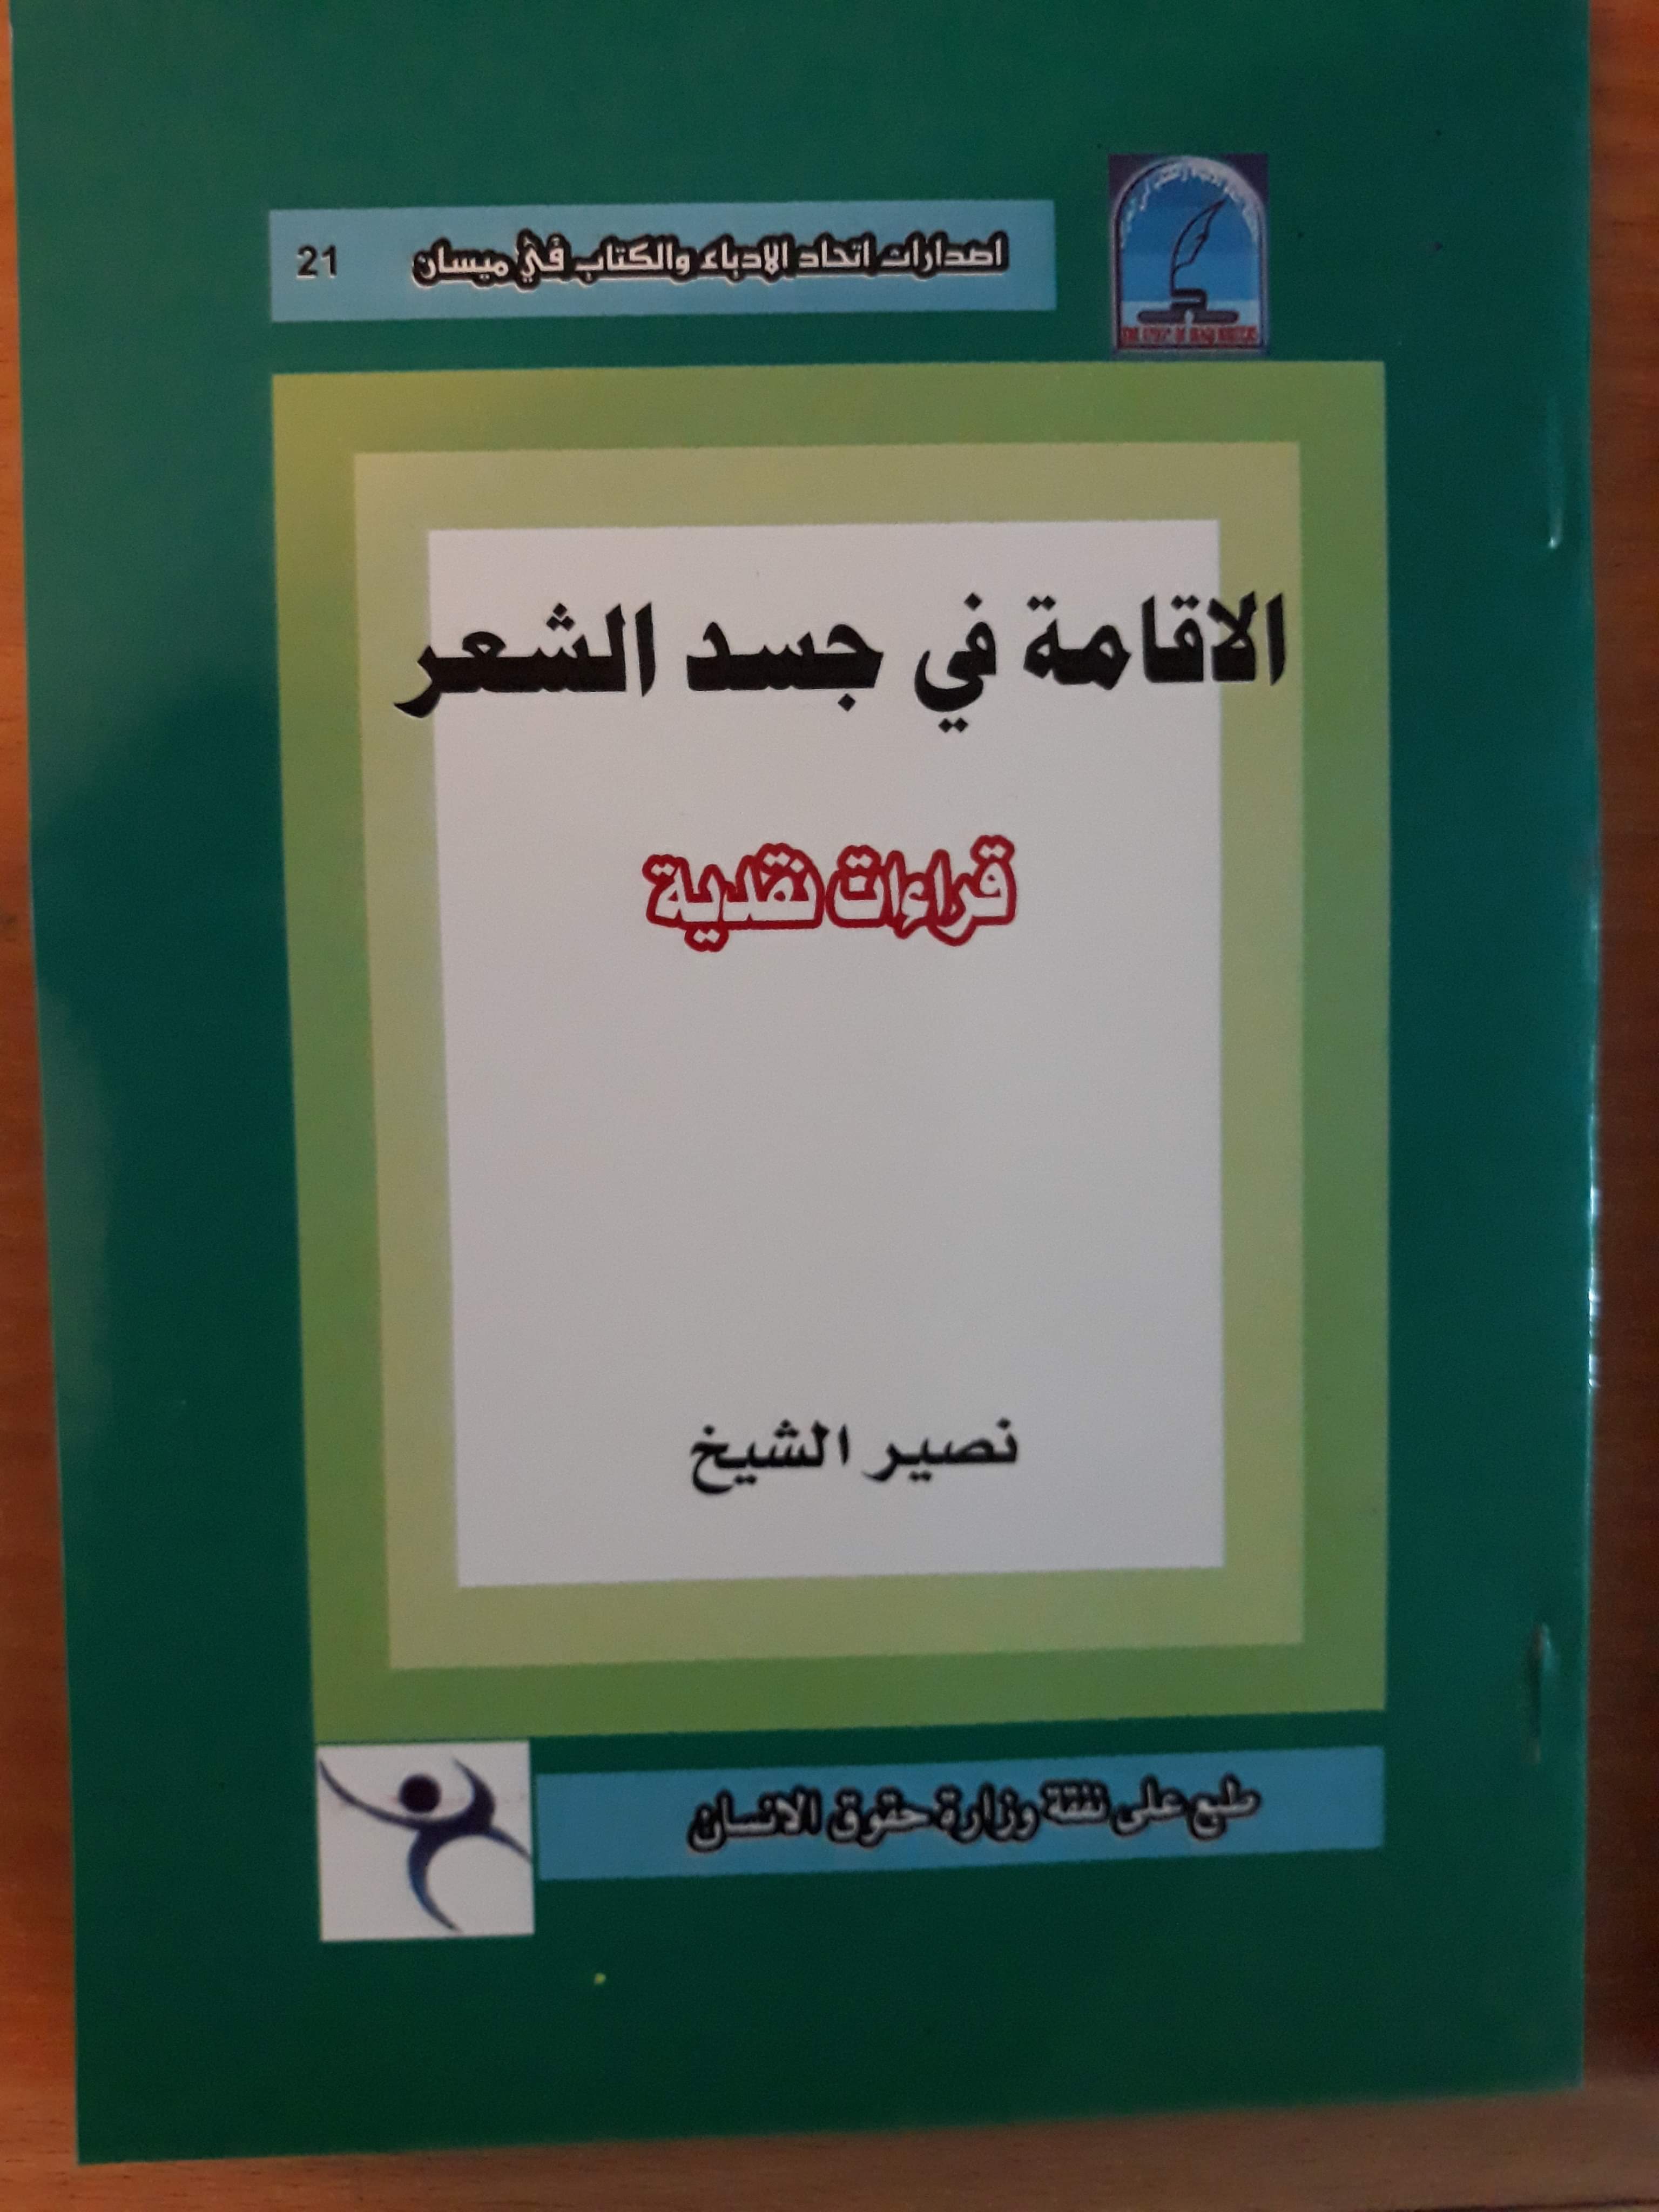 اصدارات اتحاد الادباء والكتاب في ميسان 21
الاقامة في جسد الشعر
قراءات نقدية
نصير الشيخ
طبع على نفقة وزارة حقوق الانسان